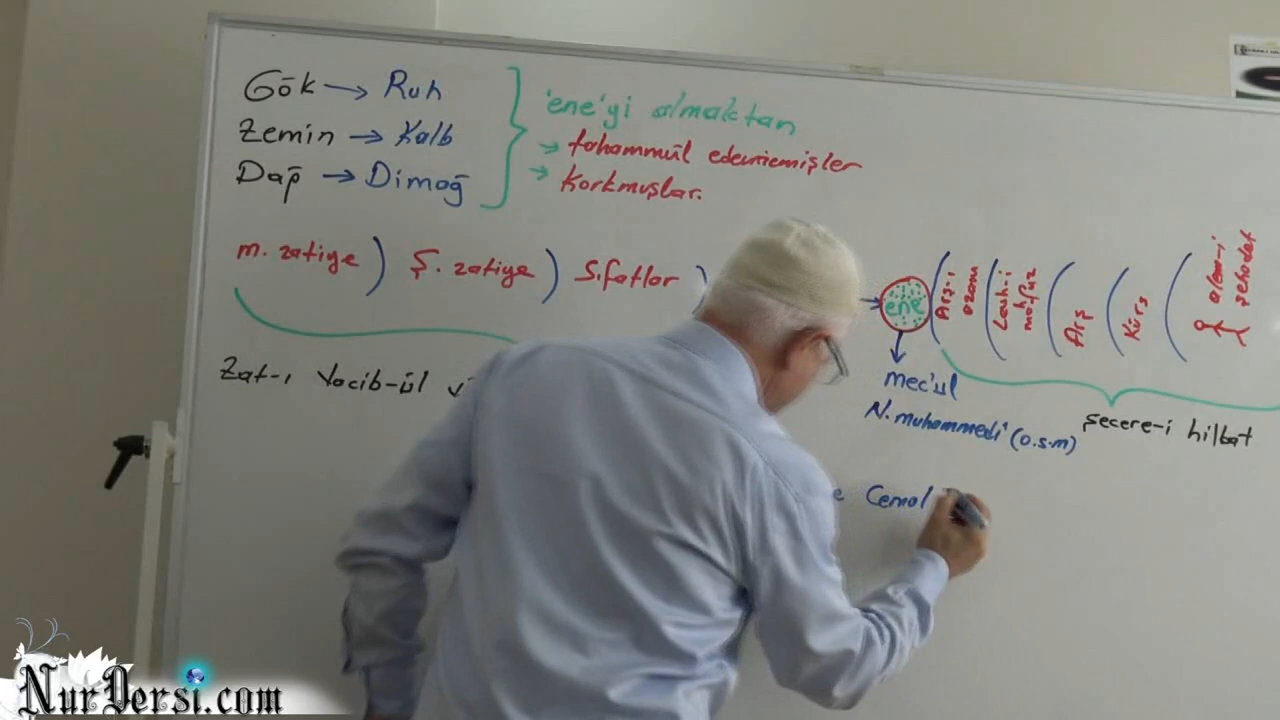 Gök → Ruh
Zemin → Kalb
Dağ → Dimağ
'ene'yi almaktan
→ tahammül edememişler
→ Korkmuşlar.
m. zatiye ) Ş. zatiye ) Sıfatlar )
→ ene
Arş-ı azam
Levh-i mahfuz
Arş
Kürs
alem-i şehadet
Zat-ı Vacib-ül
mec'ul
N. muhammedi (a.s.m)
şecere-i hilkat
Cemal
NurDersi.com